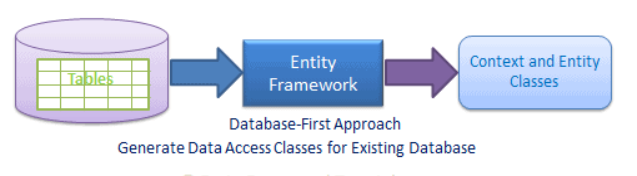 Tables
Entity
Framework
Context and Entity
Classes
Database-First Approach
Generate Data Access Classes for Existing Database